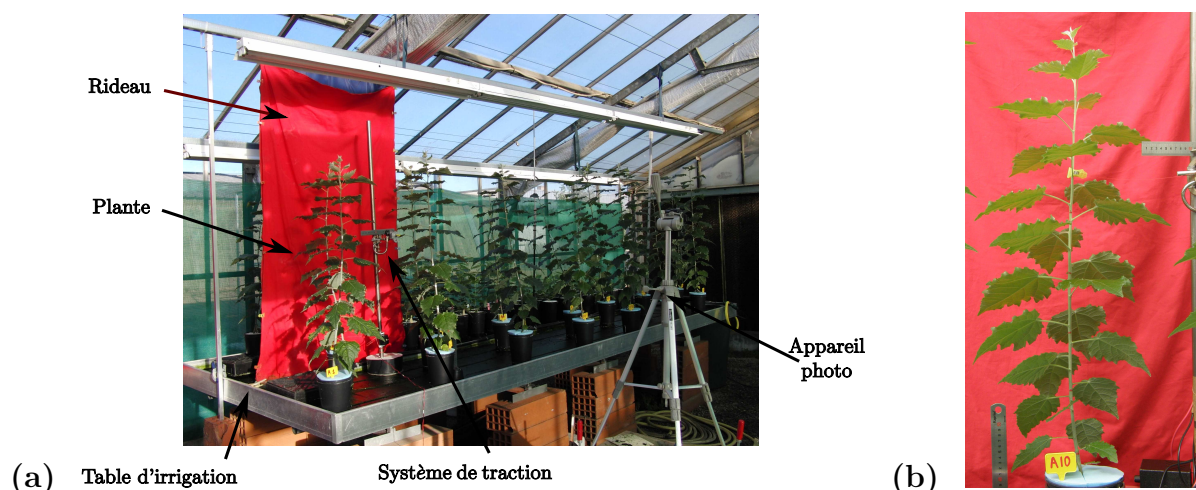 Rideau
Plante
Appareil
photo
Table d'irrigation
Système de traction
(a)
(b)
A10